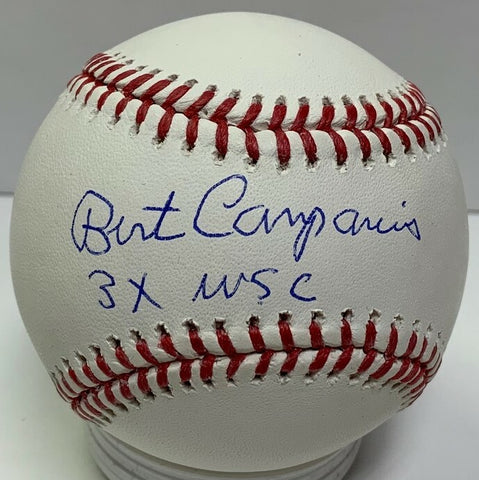 Bert Campaneris
3X WSC